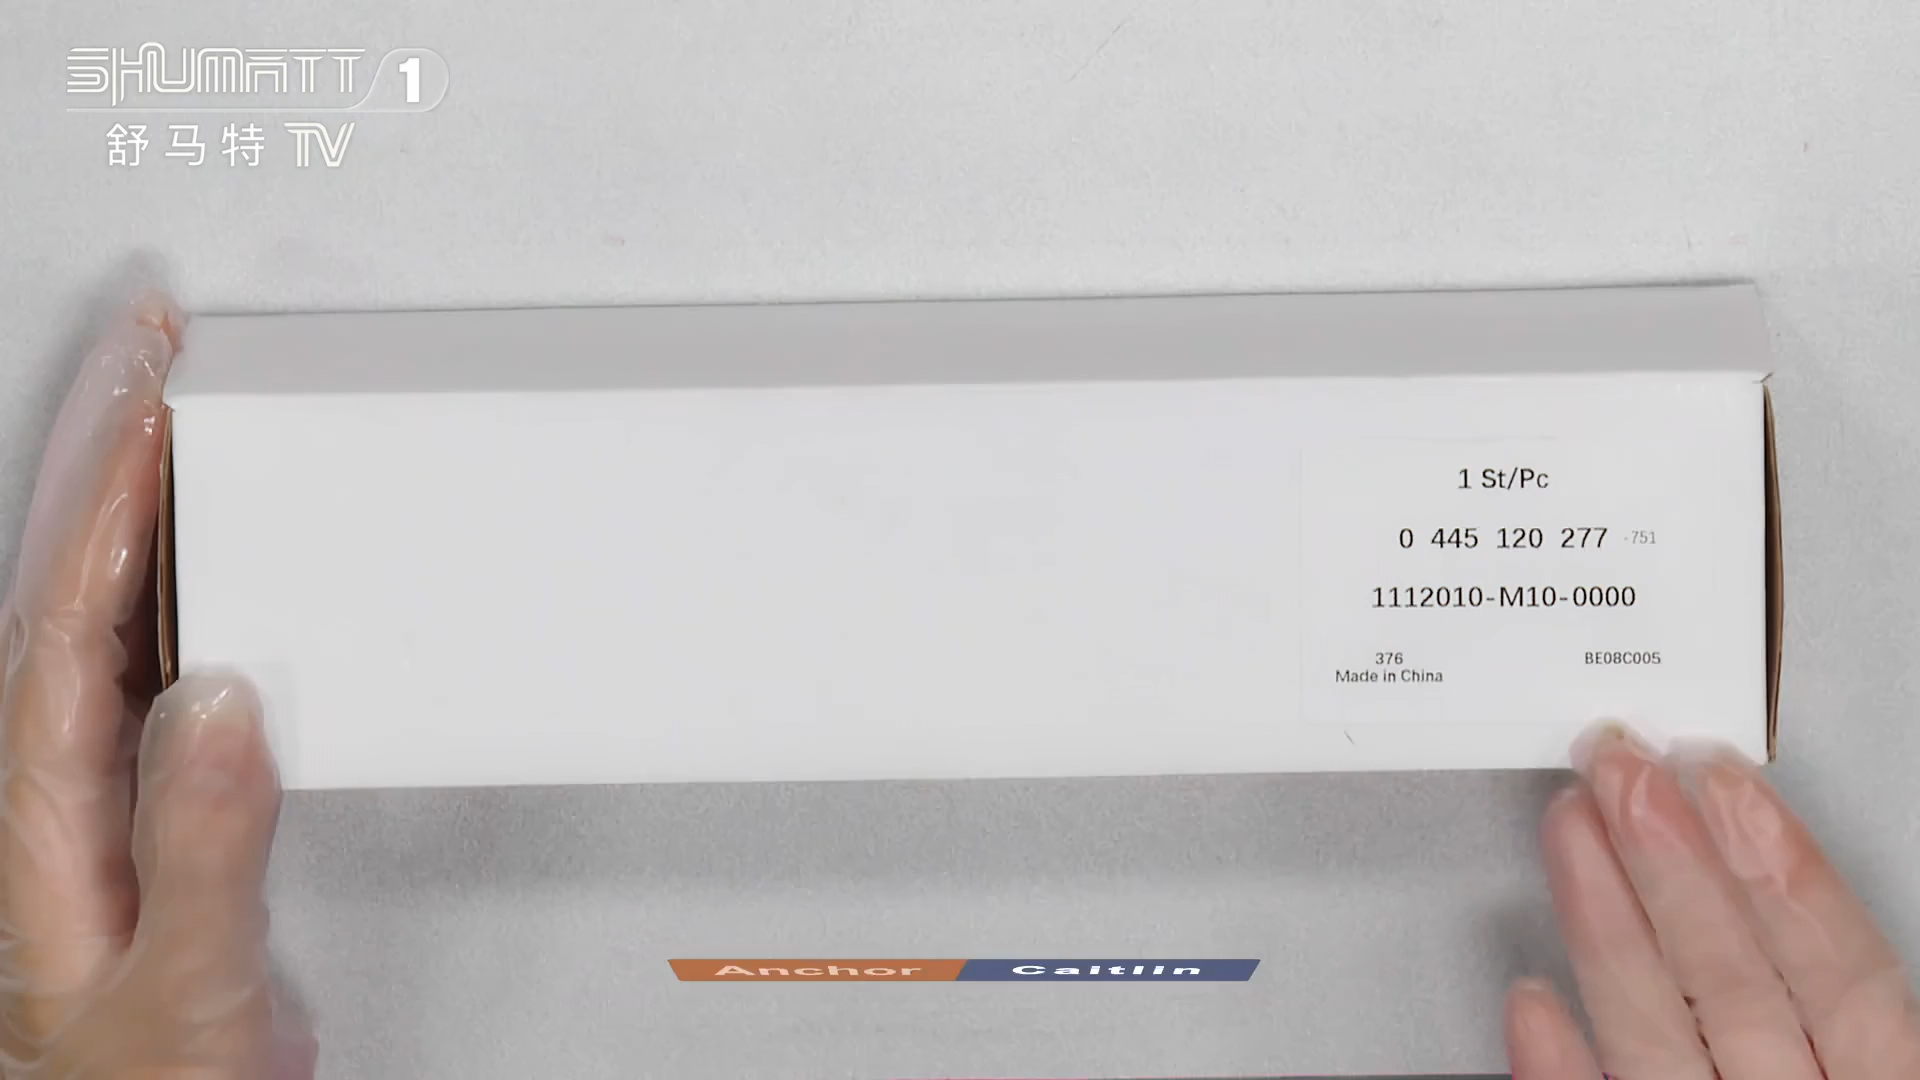 SHUMATT 1
舒马特 TV
1 St/Pc
0 445 120 277 -751
1112010-M10-0000
376
Made in China
BE08C005
Anchor Caitlin